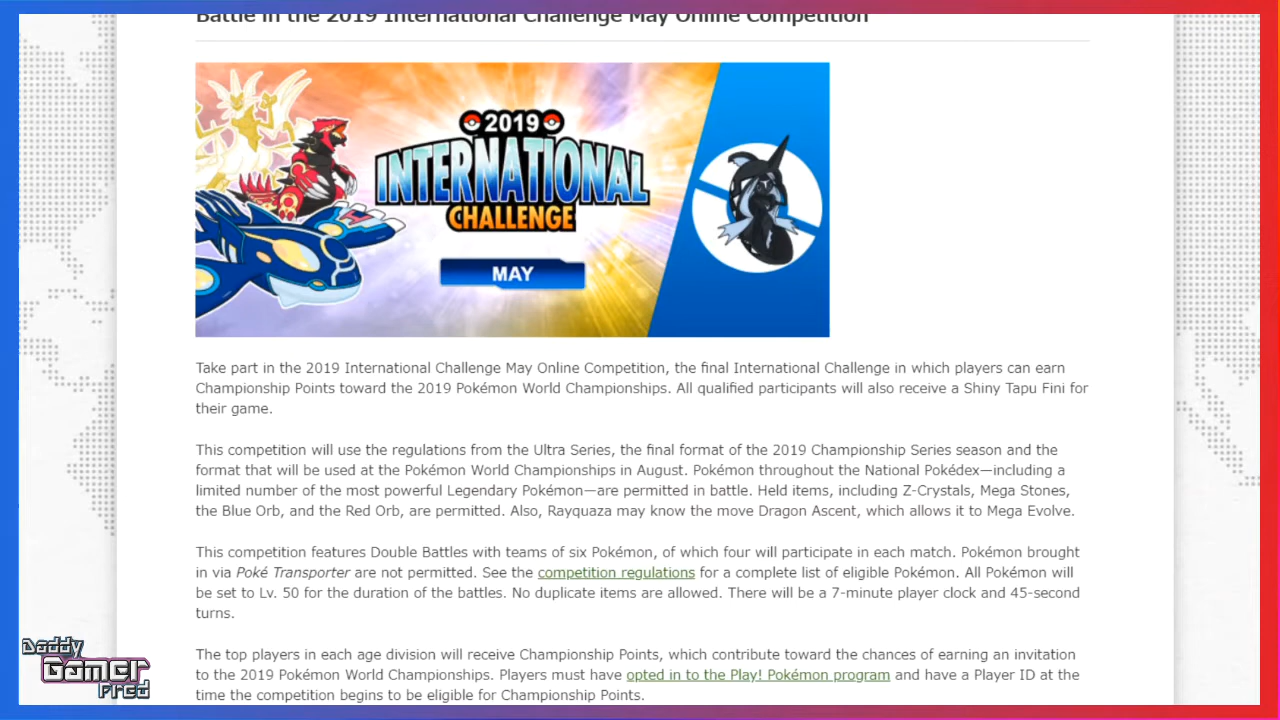 Battle in the 2019 International Challenge May Online Competition
2019
INTERNATIONAL
CHALLENGE
MAY
Take part in the 2019 International Challenge May Online Competition, the final International Challenge in which players can earn
Championship Points toward the 2019 Pokémon World Championships. All qualified participants will also receive a Shiny Tapu Fini for
their game.
This competition will use the regulations from the Ultra Series, the final format of the 2019 Championship Series season and the
format that will be used at the Pokémon World Championships in August. Pokémon throughout the National Pokédex—including a
limited number of the most powerful Legendary Pokémon—are permitted in battle. Held items, including Z-Crystals, Mega Stones,
the Blue Orb, and the Red Orb, are permitted. Also, Rayquaza may know the move Dragon Ascent, which allows it to Mega Evolve.
This competition features Double Battles with teams of six Pokémon, of which four will participate in each match. Pokémon brought
in via Poké Transporter are not permitted. See the competition regulations for a complete list of eligible Pokémon. All Pokémon will
be set to Lv. 50 for the duration of the battles. No duplicate items are allowed. There will be a 7-minute player clock and 45-second
turns.
The top players in each age division will receive Championship Points, which contribute toward the chances of earning an invitation
to the 2019 Pokémon World Championships. Players must have opted in to the Play! Pokémon program and have a Player ID at the
time the competition begins to be eligible for Championship Points.
Daddy
Gamer
Fred